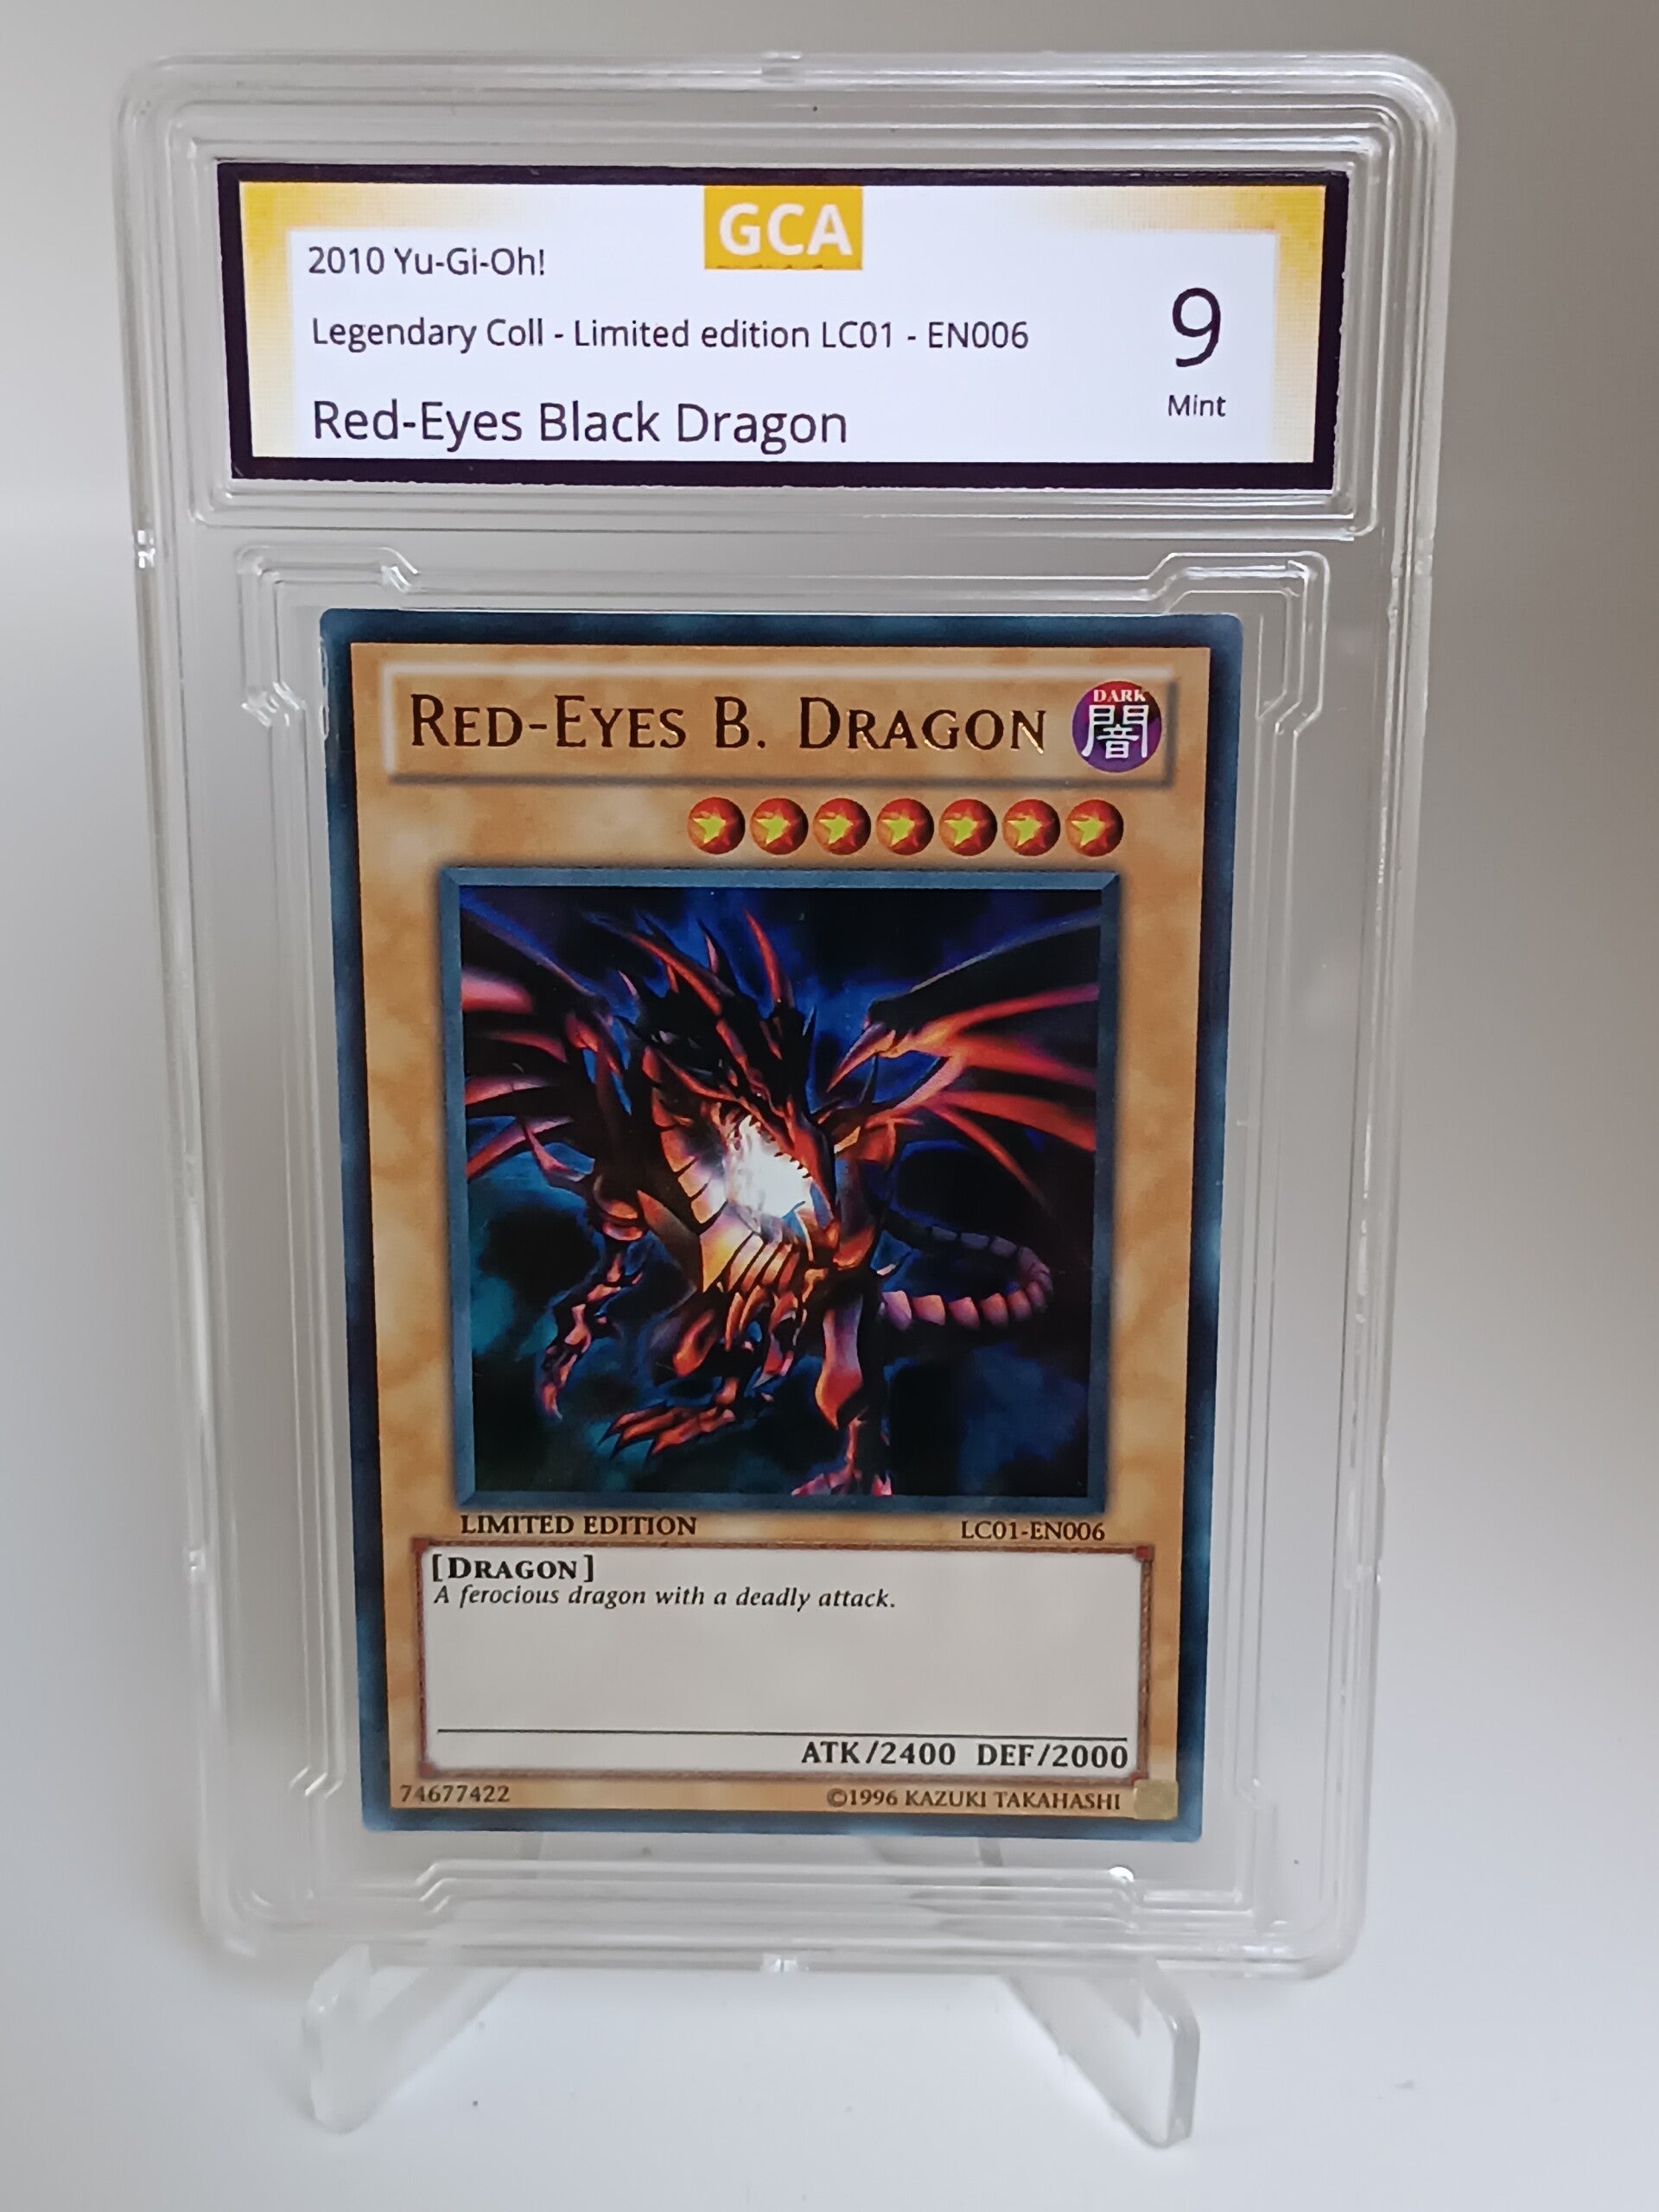 GCA
2010 Yu-Gi-Oh!
Legendary Coll - Limited edition LC01 - EN006
Red-Eyes Black Dragon
9
Mint
RED-EYES B. DRAGON
DARK
闇
LIMITED EDITION
LC01-EN006
[DRAGON]
A ferocious dragon with a deadly attack.
ATK/2400 DEF/2000
74677422
©1996 KAZUKI TAKAHASHI